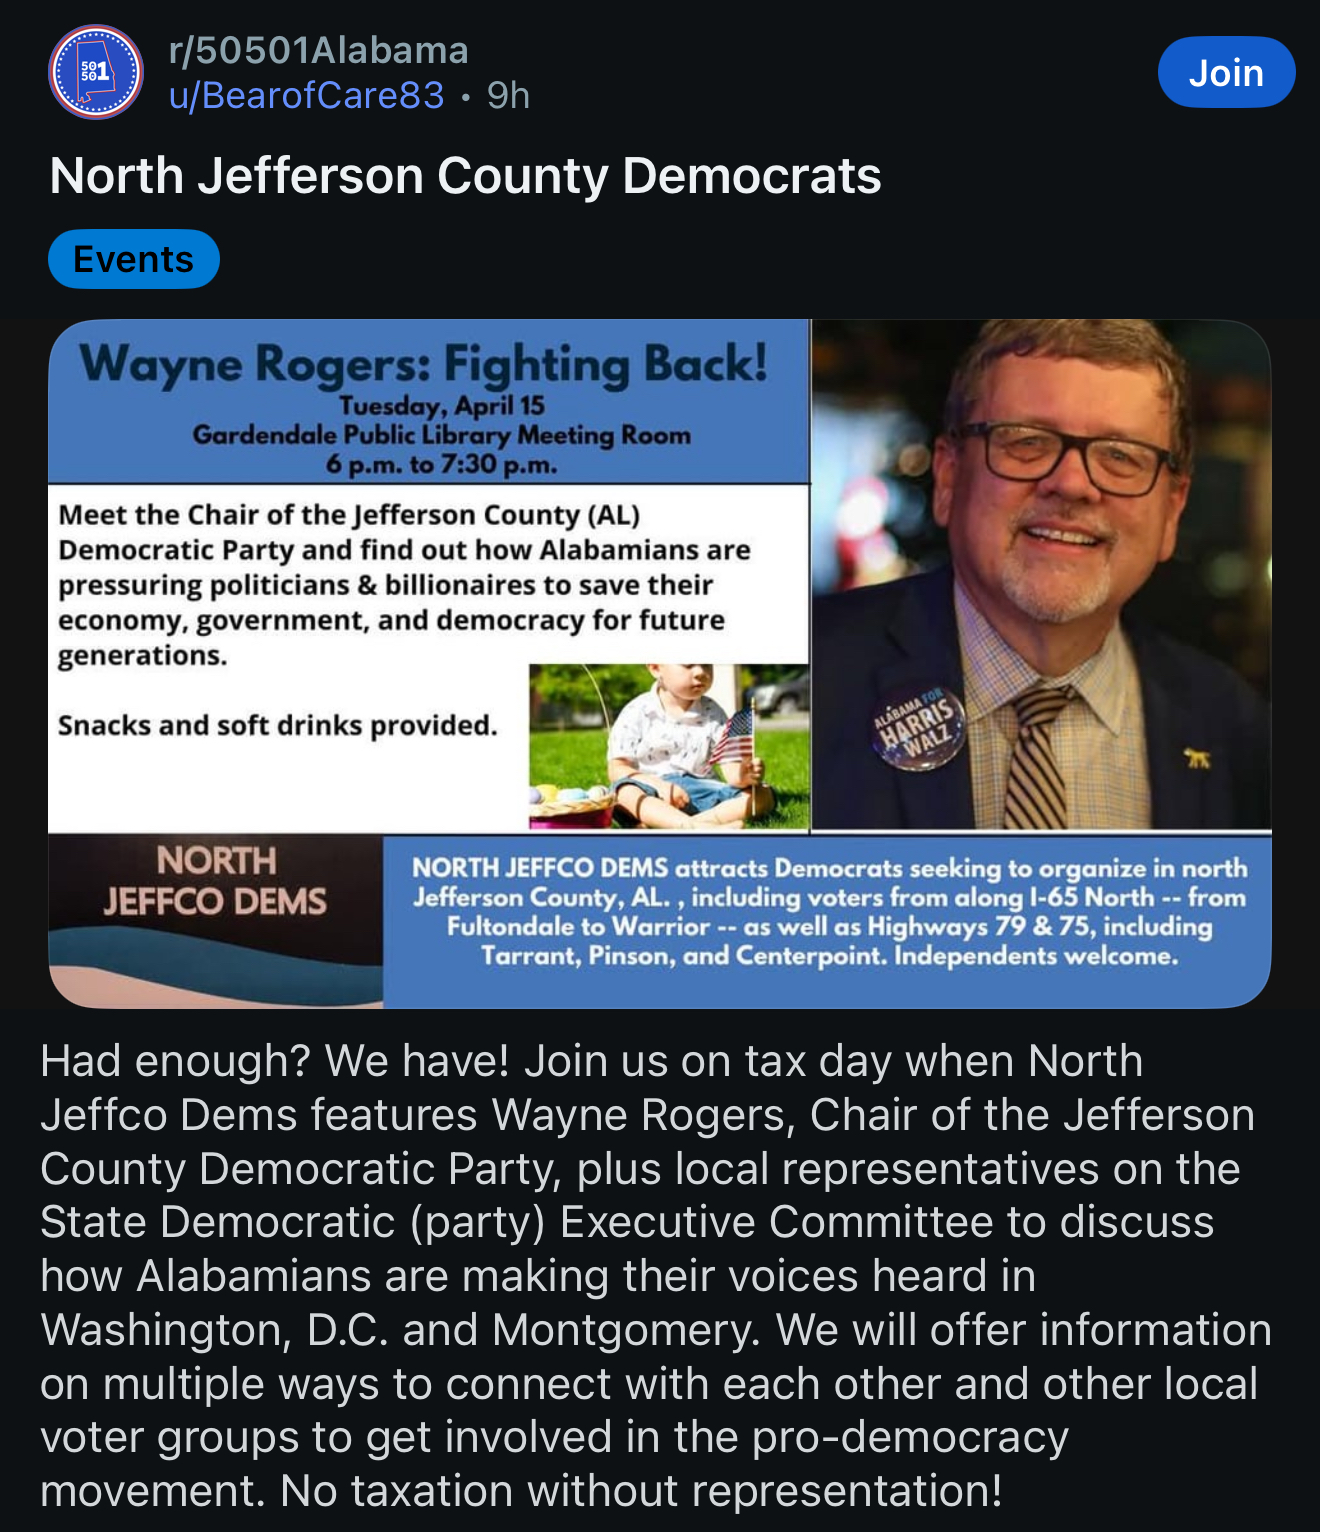 r/50501Alabama
50
501
u/BearofCare83 • 9h
Join
North Jefferson County Democrats
Events
Wayne Rogers: Fighting Back!
Tuesday, April 15
Gardendale Public Library Meeting Room
6 p.m. to 7:30 p.m.
Meet the Chair of the Jefferson County (AL)
Democratic Party and find out how Alabamians are
pressuring politicians & billionaires to save their
economy, government, and democracy for future
generations.
Snacks and soft drinks provided.
ALABAMA FOR
HARRIS
WALZ
NORTH
JEFFCO DEMS
NORTH JEFFCO DEMS attracts Democrats seeking to organize in north
Jefferson County, AL. , including voters from along I-65 North -- from
Fultondale to Warrior -- as well as Highways 79 & 75, including
Tarrant, Pinson, and Centerpoint. Independents welcome.
Had enough? We have! Join us on tax day when North
Jeffco Dems features Wayne Rogers, Chair of the Jefferson
County Democratic Party, plus local representatives on the
State Democratic (party) Executive Committee to discuss
how Alabamians are making their voices heard in
Washington, D.C. and Montgomery. We will offer information
on multiple ways to connect with each other and other local
voter groups to get involved in the pro-democracy
movement. No taxation without representation!